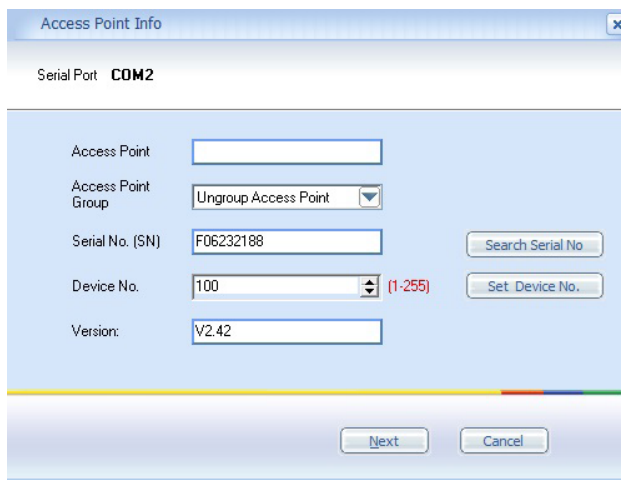 Access Point Info
Serial Port COM2
Access Point
Access Point
Group
Ungroup Access Point
Serial No. (SN)
F06232188
Search Serial No
Device No.
100
(1-255)
Set Device No.
Version:
V2.42
Next
Cancel